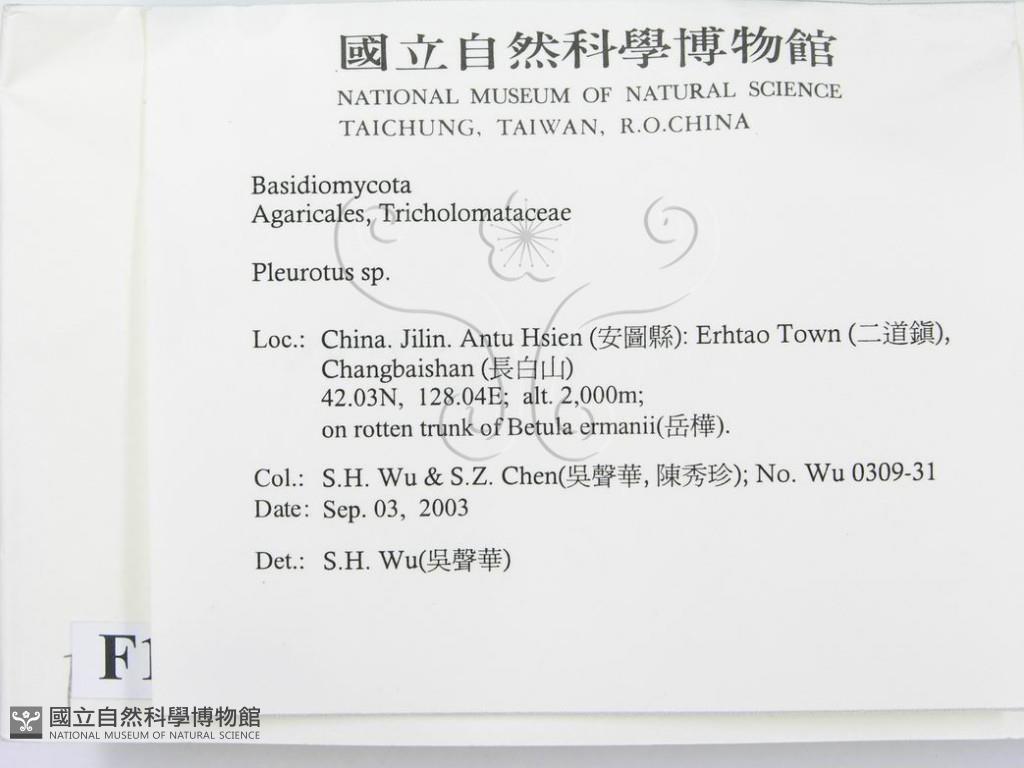 國立自然科學博物館
NATIONAL MUSEUM OF NATURAL SCIENCE
TAICHUNG, TAIWAN, R.O.CHINA
Basidiomycota
Agaricales, Tricholomataceae
Pleurotus sp.
Loc.: China. Jilin. Antu Hsien (安圖縣): Erhtao Town (二道鎭),
Changbaishan (長白山)
42.03N, 128.04E; alt. 2,000m;
on rotten trunk of Betula ermanii(岳樺).
Col.: S.H. Wu & S.Z. Chen(吳聲華, 陳秀珍); No. Wu 0309-31
Date: Sep. 03, 2003
Det.: S.H. Wu(吳聲華)
國立自然科學博物館
NATIONAL MUSEUM OF NATURAL SCIENCE